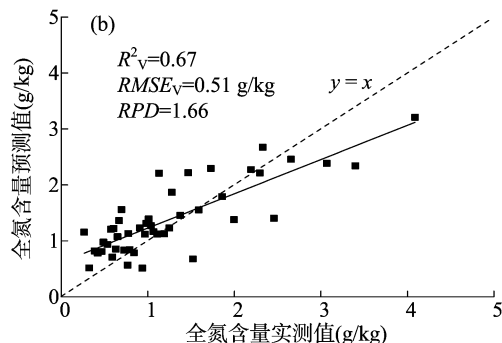 (b)
R²V=0.67
RMSEV=0.51 g/kg
RPD=1.66
y = x
全氮含量预测值(g/kg)
5
4
3
2
1
0
0 1 2 3 4 5
全氮含量实测值(g/kg)